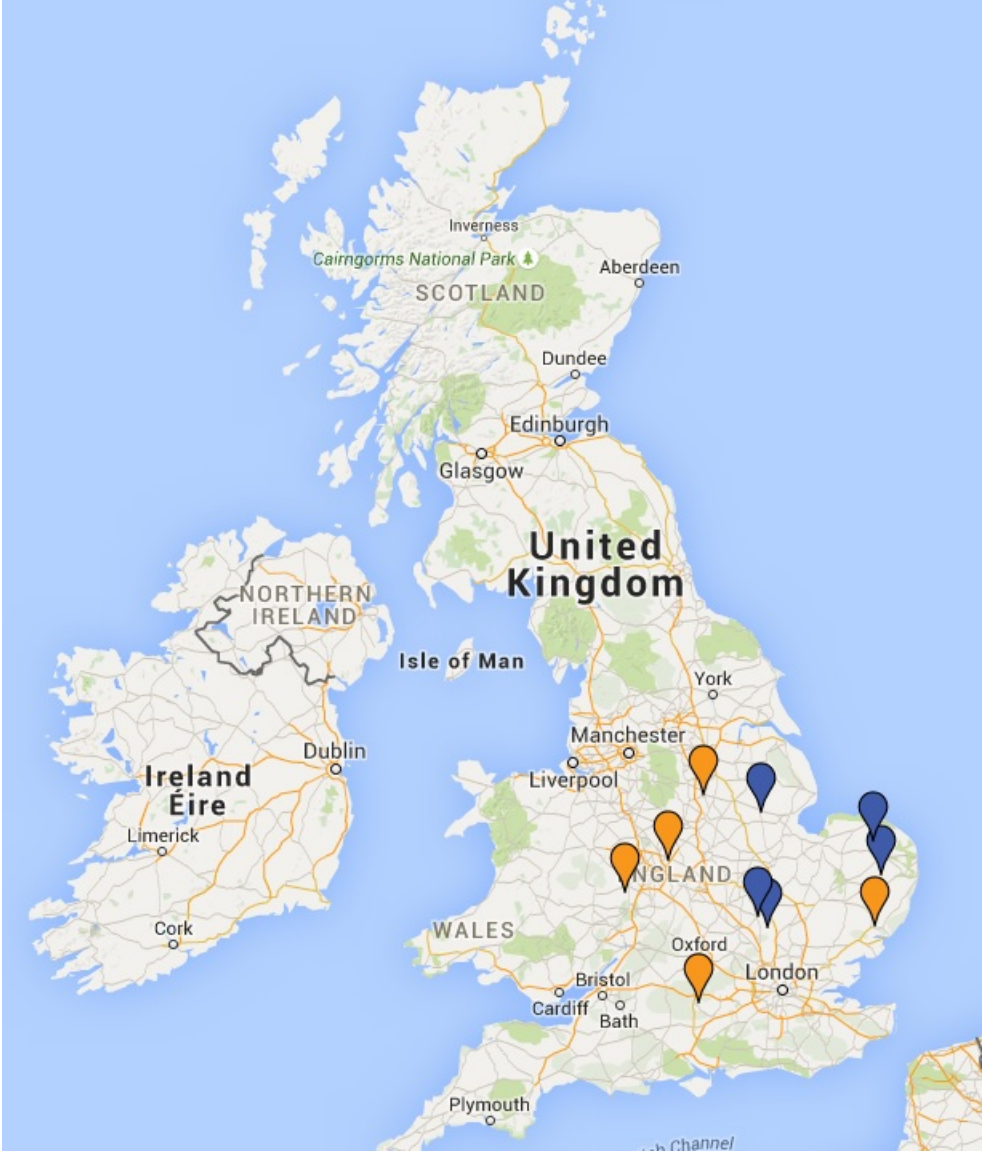 Inverness
Cairngorms National Park
Aberdeen
SCOTLAND
Dundee
Edinburgh
Glasgow
United
Kingdom
NORTHERN
IRELAND
Isle of Man
York
Manchester
Dublin
Liverpool
Ireland
Éire
Limerick
NGLAND
Cork
WALES
Oxford
London
Bristol
Cardiff
Bath
Plymouth
Channel